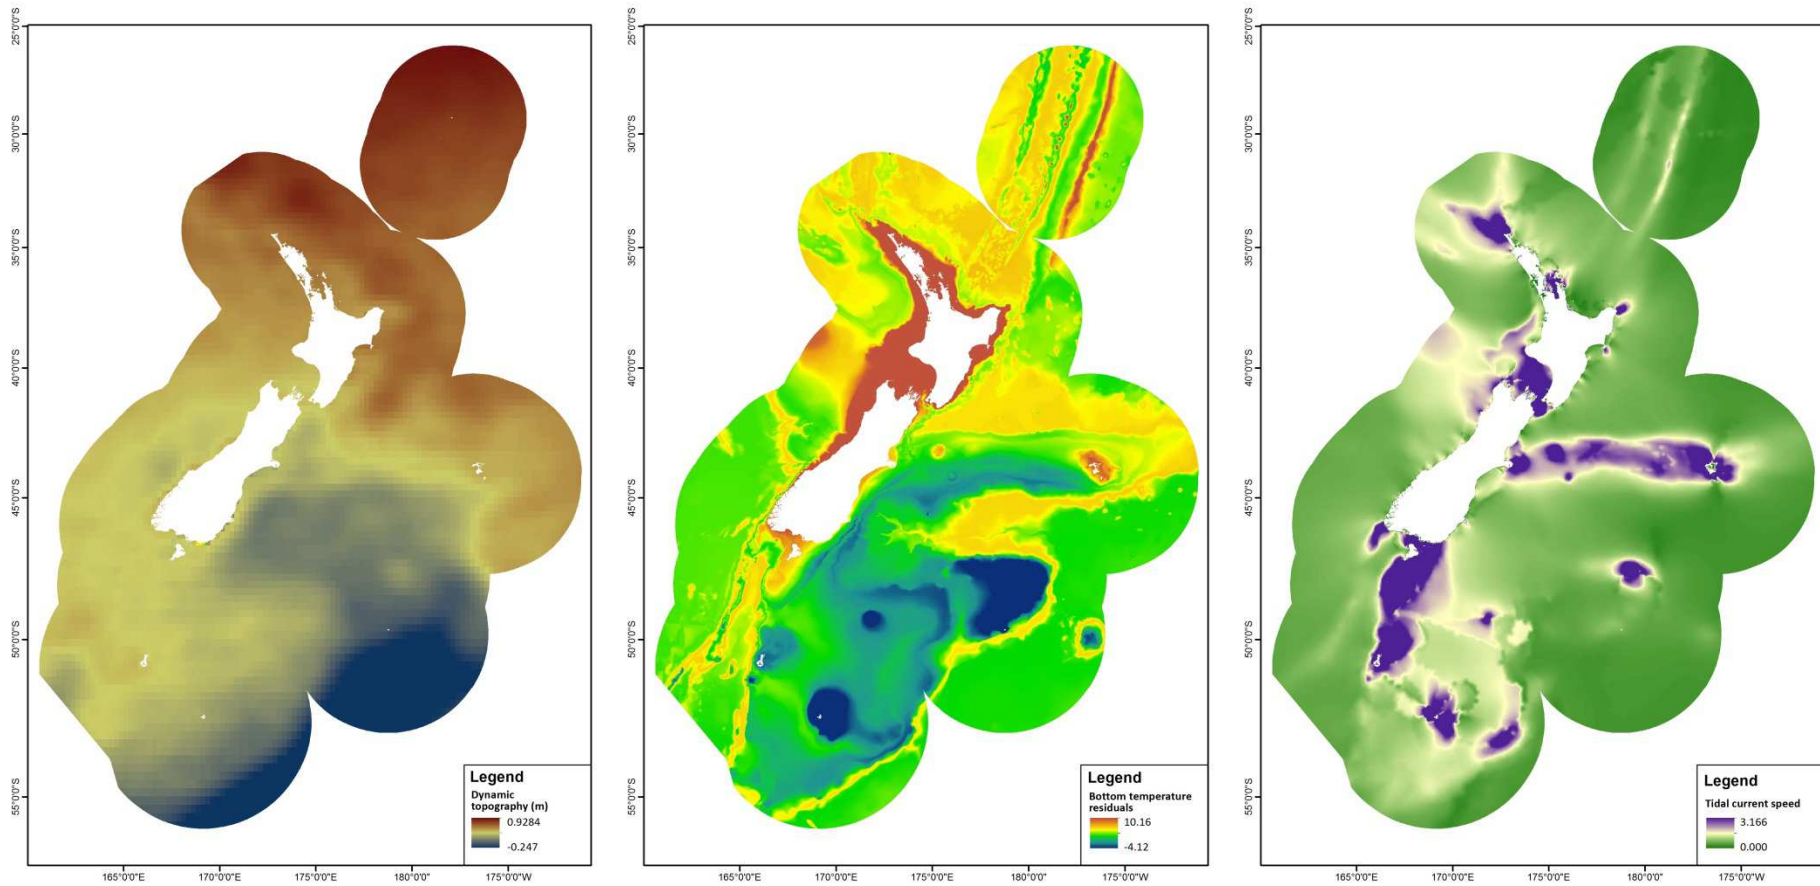 25°0'0"S
30°0'0"S
35°0'0"S
40°0'0"S
45°0'0"S
50°0'0"S
55°0'0"S
165°0'0"E
170°0'0"E
175°0'0"E
180°0'0"
175°0'0"W
Legend
Dynamic
topography (m)
0.9284
-0.247
25°0'0"S
30°0'0"S
35°0'0"S
40°0'0"S
45°0'0"S
50°0'0"S
55°0'0"S
165°0'0"E
170°0'0"E
175°0'0"E
180°0'0"
175°0'0"W
Legend
Bottom temperature
residuals
10.16
-4.12
25°0'0"S
30°0'0"S
35°0'0"S
40°0'0"S
45°0'0"S
50°0'0"S
55°0'0"S
165°0'0"E
170°0'0"E
175°0'0"E
180°0'0"
175°0'0"W
Legend
Tidal current speed
3.166
0.000